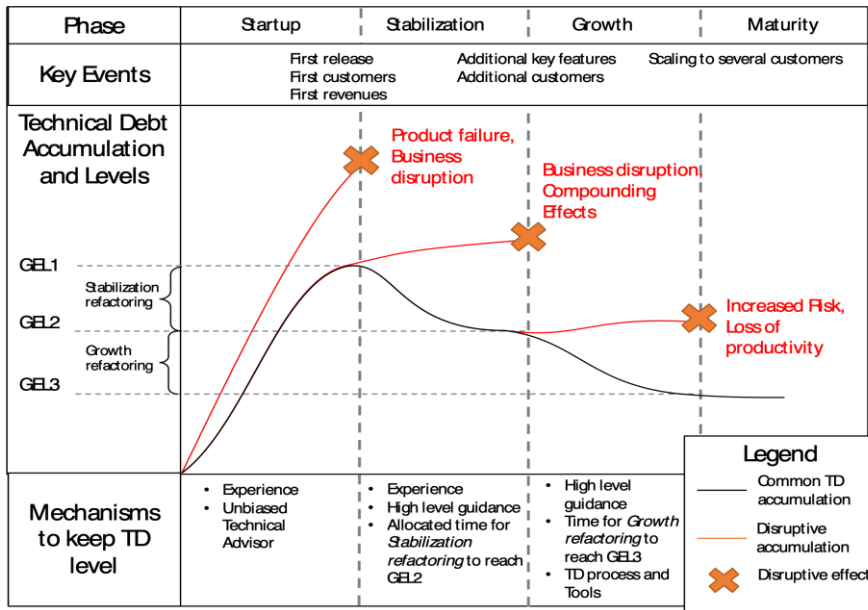 Phase
Startup
Stabilization
Growth
Maturity
Key Events
First release
First customers
First revenues
Additional key features
Additional customers
Scaling to several customers
Technical Debt
Accumulation
and Levels
Product failure,
Business
disruption
Business disruption,
Compounding
Effects
GEL1
Stabilization
refactoring
GEL2
Growth
refactoring
GEL3
Increased Risk,
Loss of
productivity
Mechanisms
to keep TD
level
• Experience
• Unbiased
Technical
Advisor
• Experience
• High level guidance
• Allocated time for
Stabilization
refactoring to reach
GEL2
• High level
guidance
• Time for Growth
refactoring to
reach GEL3
• TD process and
Tools
Legend
Common TD
accumulation
Disruptive
accumulation
Disruptive effect